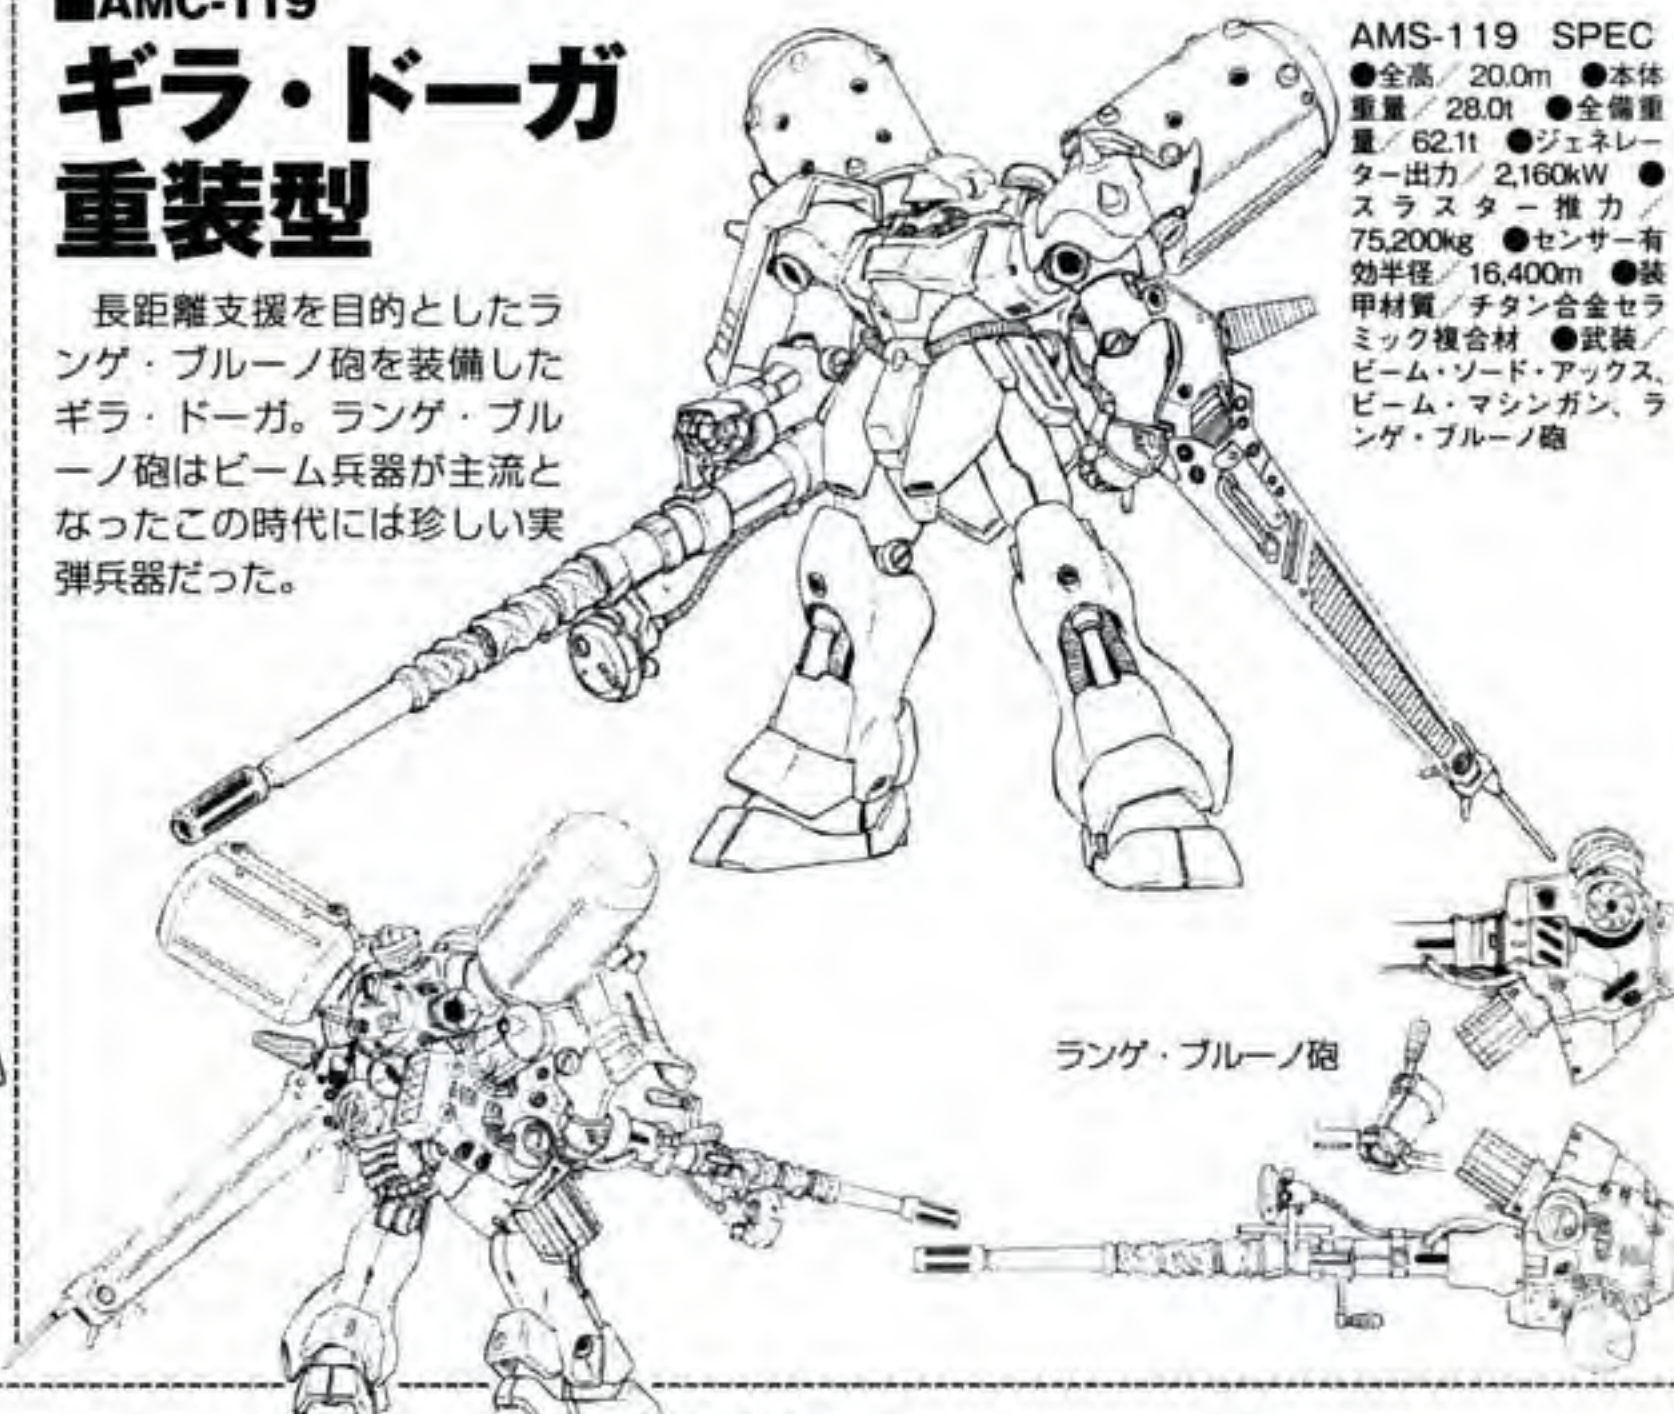 ■AMC-119
ギラ・ドーガ
重装型
長距離支援を目的としたラ
ンゲ・ブルーノ砲を装備した
ギラ・ドーガ。ランゲ・ブル
ーノ砲はビーム兵器が主流と
なったこの時代には珍しい実
弾兵器だった。
AMS-119 SPEC
●全高／20.0m ●本体
重量／28.0t ●全備重
量／62.1t ●ジェネレー
ター出力／2,160kW ●
スラスター推力／
75,200kg ●センサー有
効半径／16,400m ●装
甲材質／チタン合金セラ
ミック複合材 ●武装／
ビーム・ソード・アックス、
ビーム・マシンガン、ラ
ンゲ・ブルーノ砲
ランゲ・ブルーノ砲